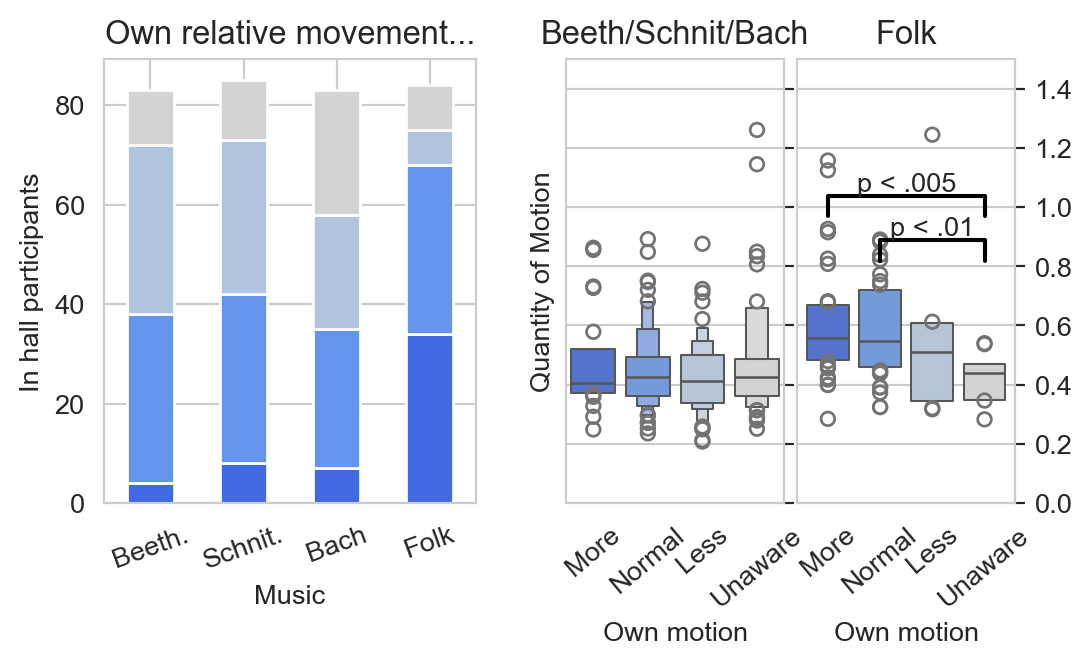 Own relative movement...
In hall participants
80
60
40
20
0
Beeth.
Schnit.
Bach
Folk
Music
Beeth/Schnit/Bach
Folk
Quantity of Motion
p < .005
p < .01
1.4
1.2
1.0
0.8
0.6
0.4
0.2
0.0
More
Normal
Less
Unaware
More
Normal
Less
Unaware
Own motion
Own motion